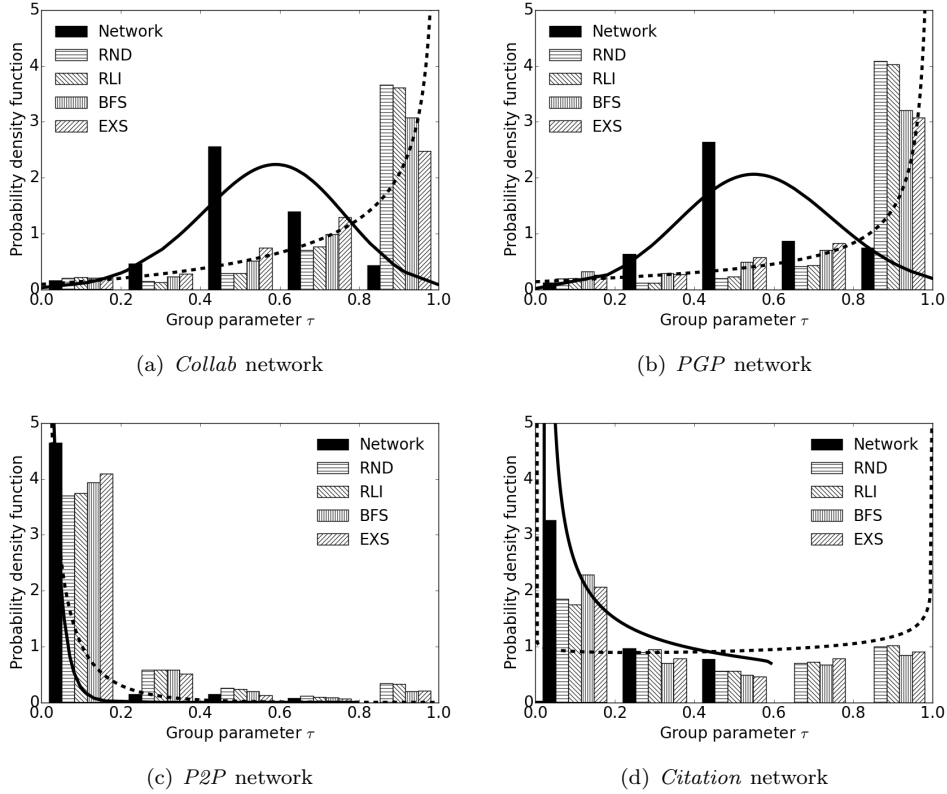 Probability density function
5
4
3
2
1
0
Network
RND
RLI
BFS
EXS
0.0 0.2 0.4 0.6 0.8 1.0
Group parameter τ
(a) Collab network
Probability density function
5
4
3
2
1
0
Network
RND
RLI
BFS
EXS
0.0 0.2 0.4 0.6 0.8 1.0
Group parameter τ
(b) PGP network
Probability density function
5
4
3
2
1
0
Network
RND
RLI
BFS
EXS
0.0 0.2 0.4 0.6 0.8 1.0
Group parameter τ
(c) P2P network
Probability density function
5
4
3
2
1
0
Network
RND
RLI
BFS
EXS
0.0 0.2 0.4 0.6 0.8 1.0
Group parameter τ
(d) Citation network